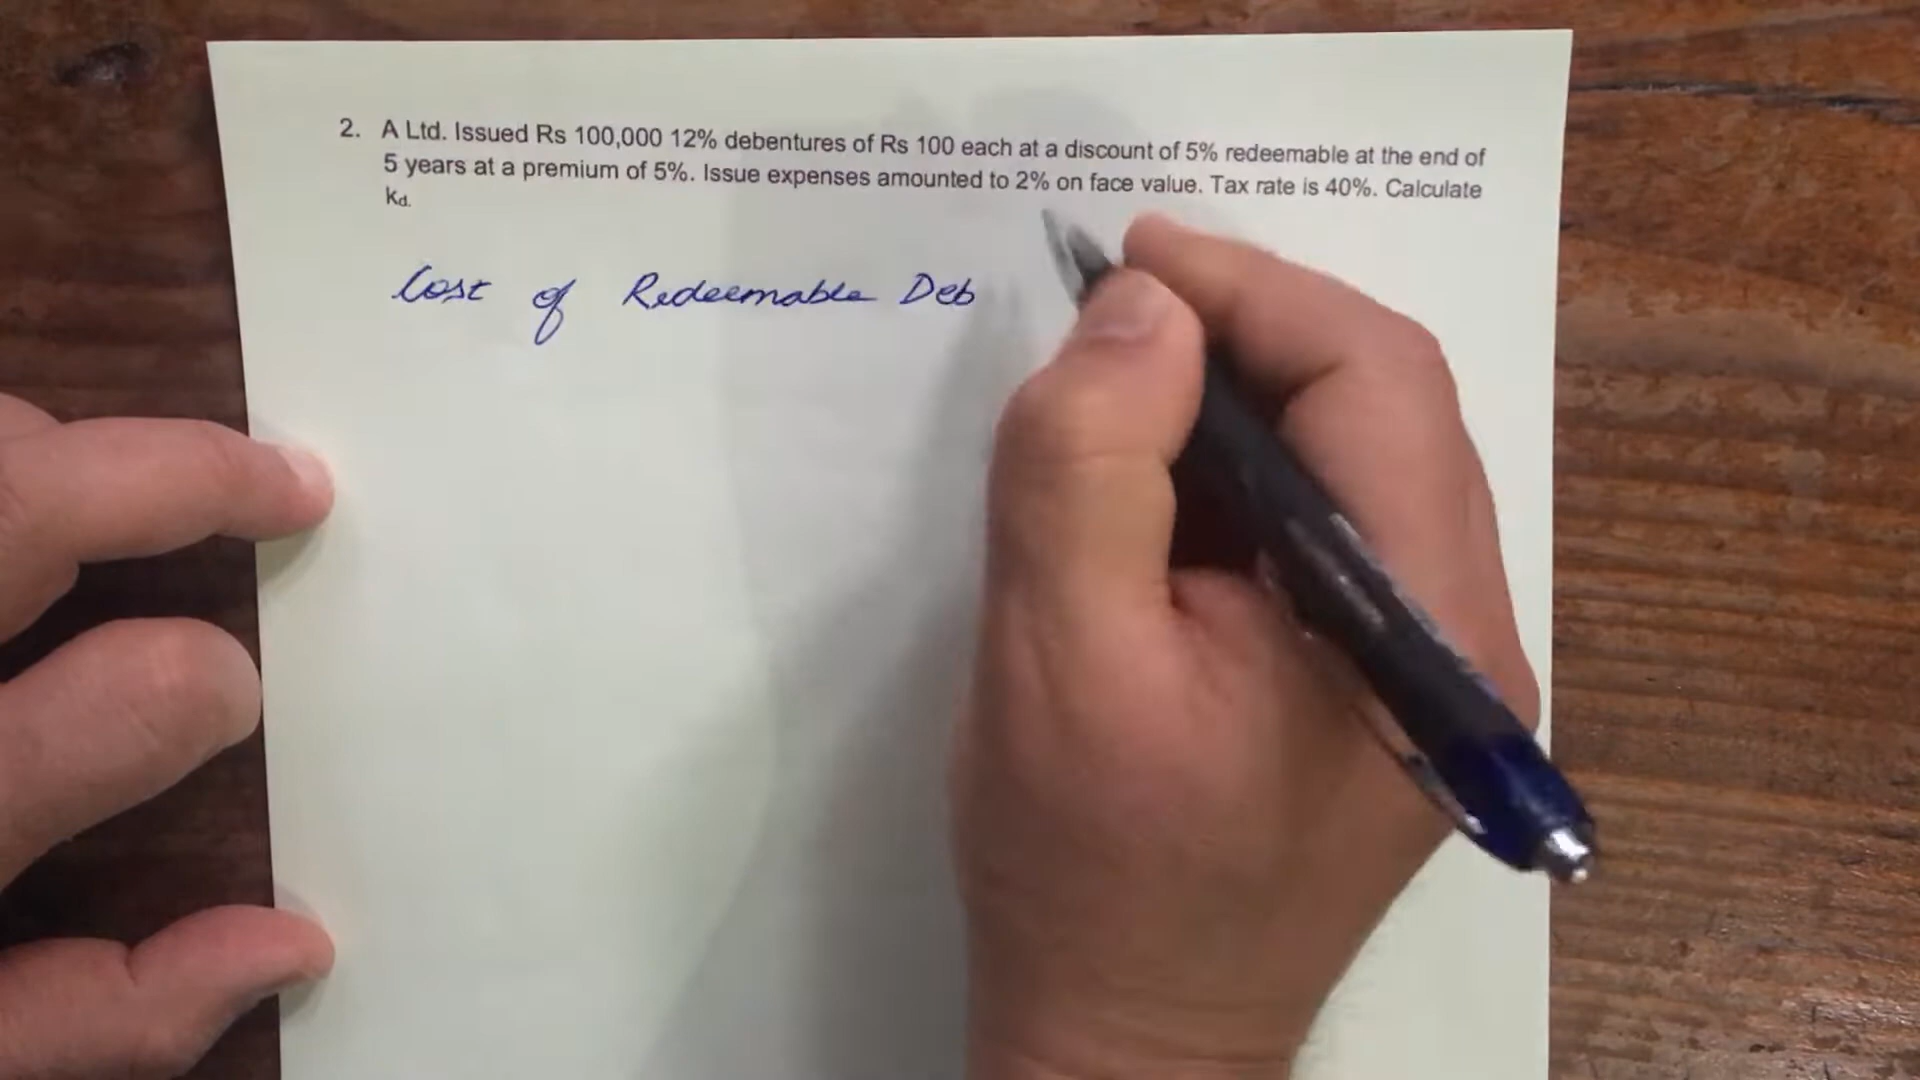 2. A Ltd. Issued Rs 100,000 12% debentures of Rs 100 each at a discount of 5% redeemable at the end of
5 years at a premium of 5%. Issue expenses amounted to 2% on face value. Tax rate is 40%. Calculate
Kd.
Cost of Redeemable Deb